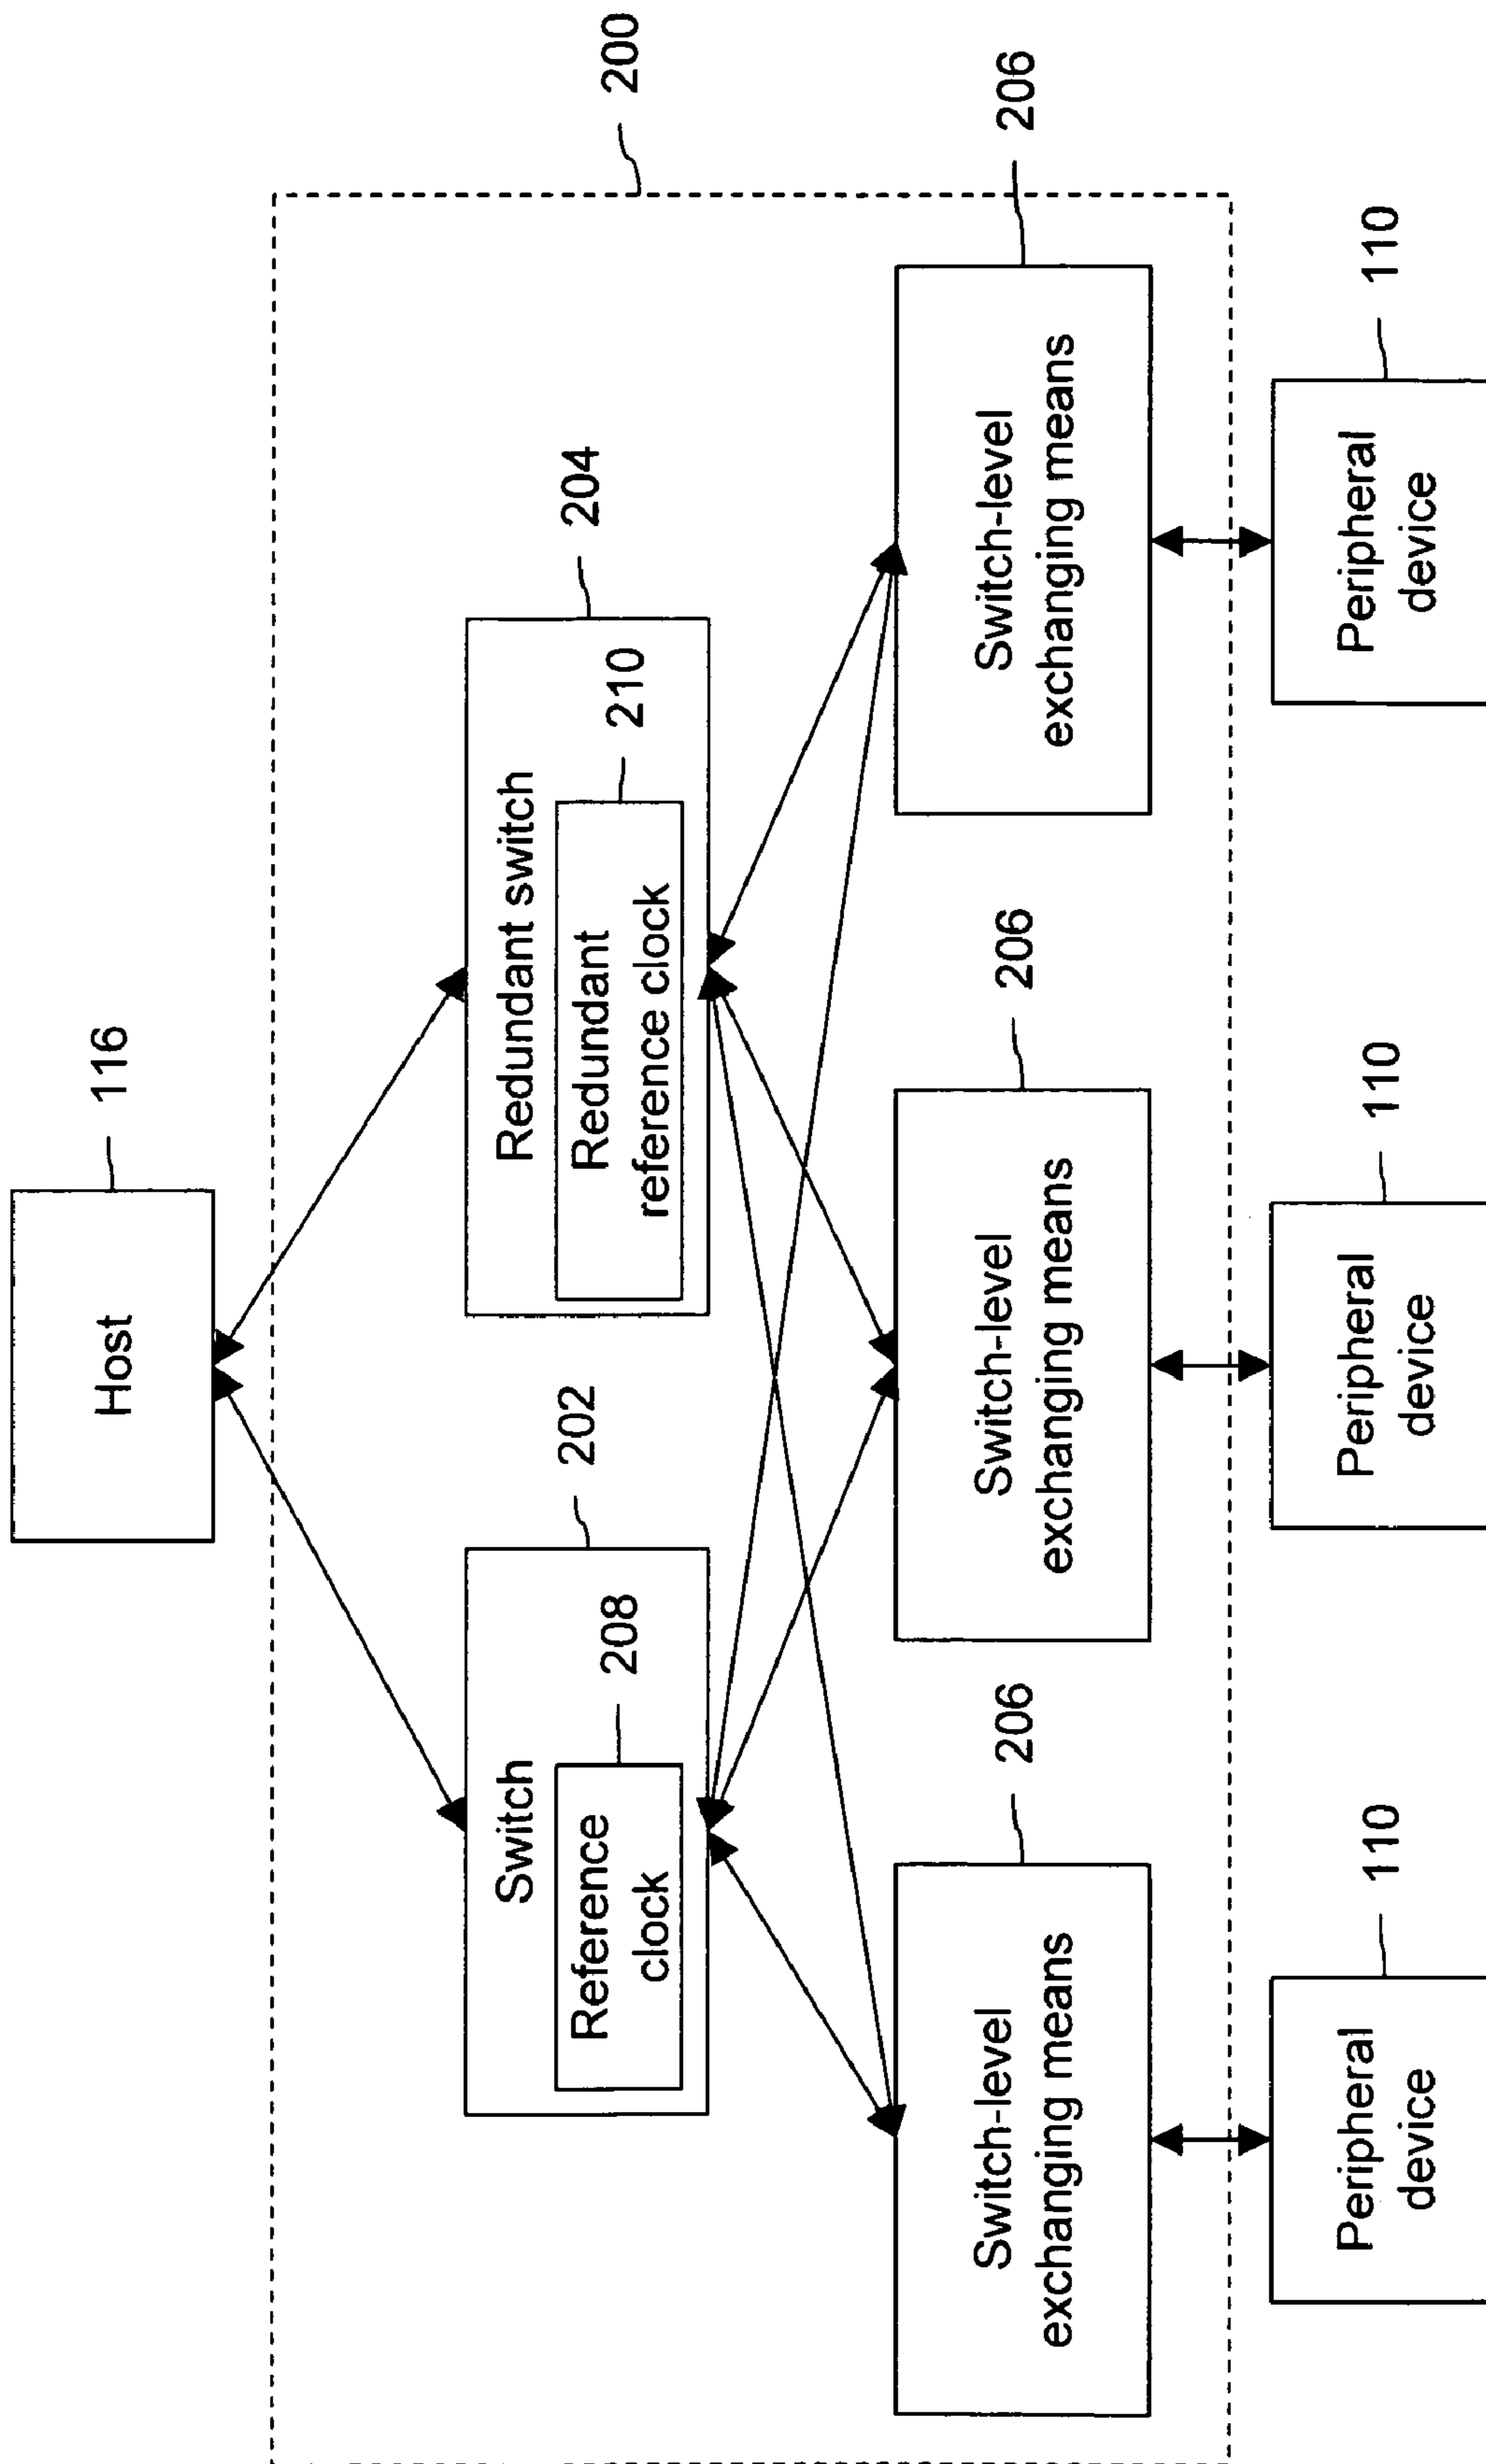 Host
116
200
Switch
202
Reference
clock
208
Redundant switch
204
Redundant
reference clock
210
Switch-level
exchanging means
206
Switch-level
exchanging means
206
Switch-level
exchanging means
206
Peripheral
device
110
Peripheral
device
110
Peripheral
device
110